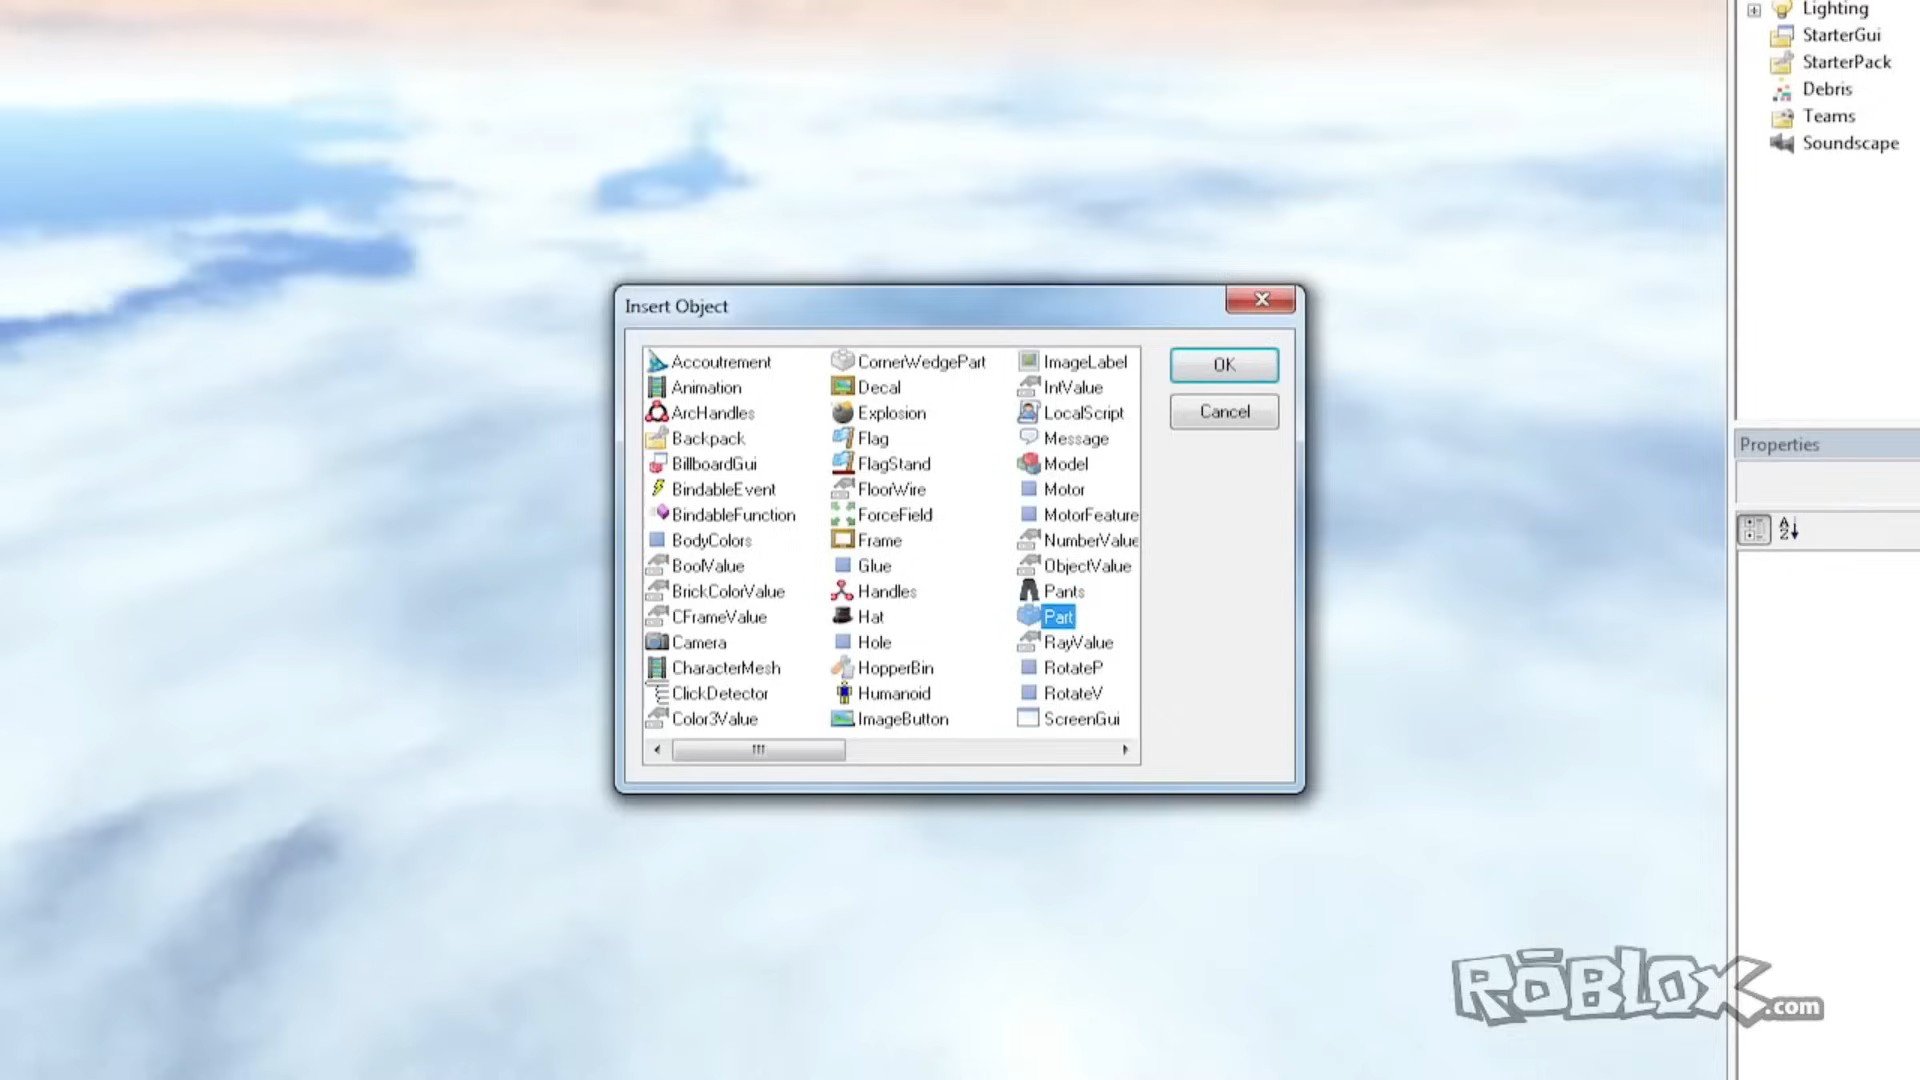 Lighting
StarterGui
StarterPack
Debris
Teams
Soundscape
Insert Object
Accoutrement
Animation
ArcHandles
Backpack
BillboardGui
BindableEvent
BindableFunction
BodyColors
BoolValue
BrickColorValue
CFrameValue
Camera
CharacterMesh
ClickDetector
Color3Value
CornerWedgePart
Decal
Explosion
Flag
FlagStand
FloorWire
ForceField
Frame
Glue
Handles
Hat
Hole
HopperBin
Humanoid
ImageButton
ImageLabel
IntValue
LocalScript
Message
Model
Motor
MotorFeature
NumberValue
ObjectValue
Pants
Part
RayValue
RotateP
RotateV
ScreenGui
OK
Cancel
Properties
A
Z
RŌBLOX.com